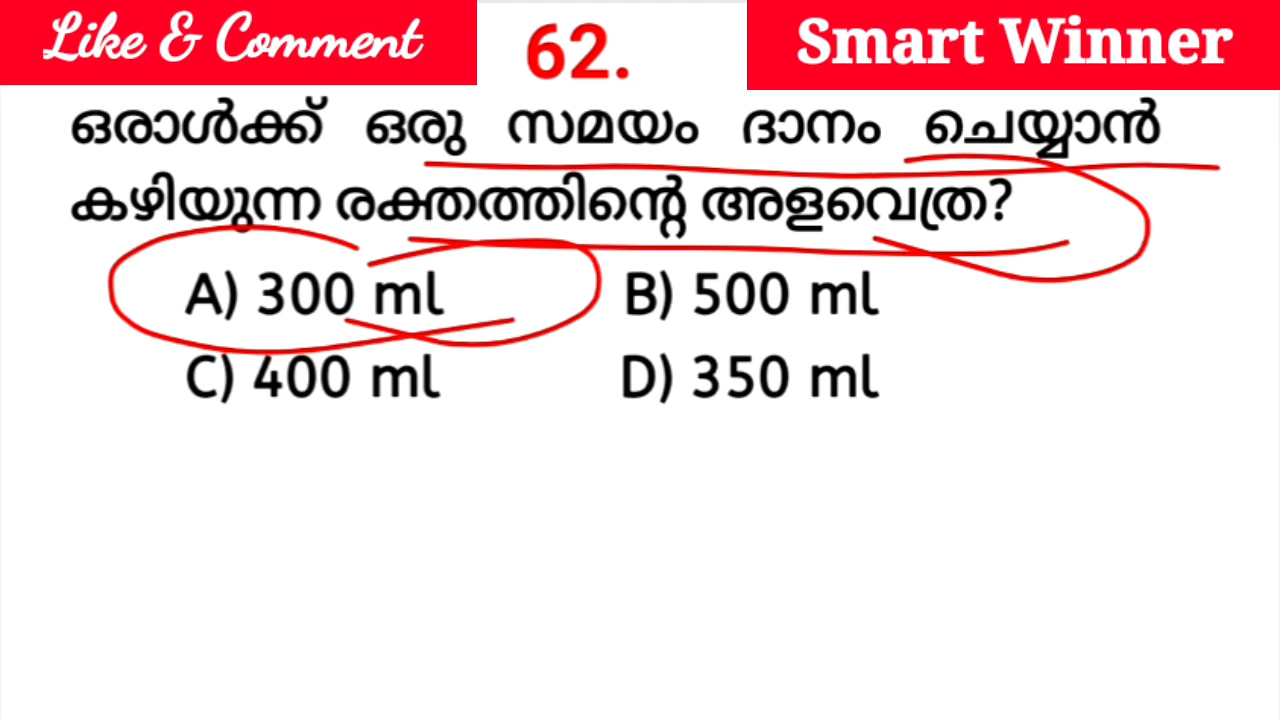 Like & Comment
62.
Smart Winner
ഒരാൾക്ക് ഒരു സമയം ദാനം ചെയ്യാൻ
കഴിയുന്ന രക്തത്തിന്റെ അളവെത്ര?
A) 300 ml B) 500 ml
C) 400 ml D) 350 ml